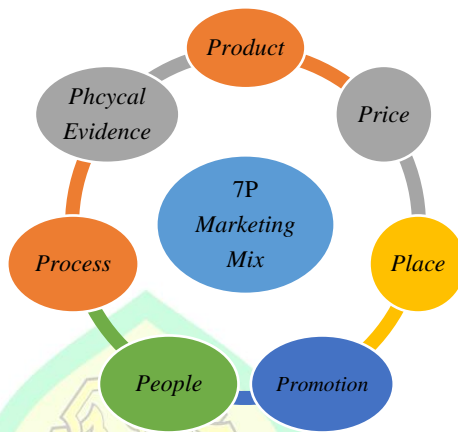 Product
Price
Place
Promotion
People
Process
Phcycal
Evidence
7P
Marketing
Mix